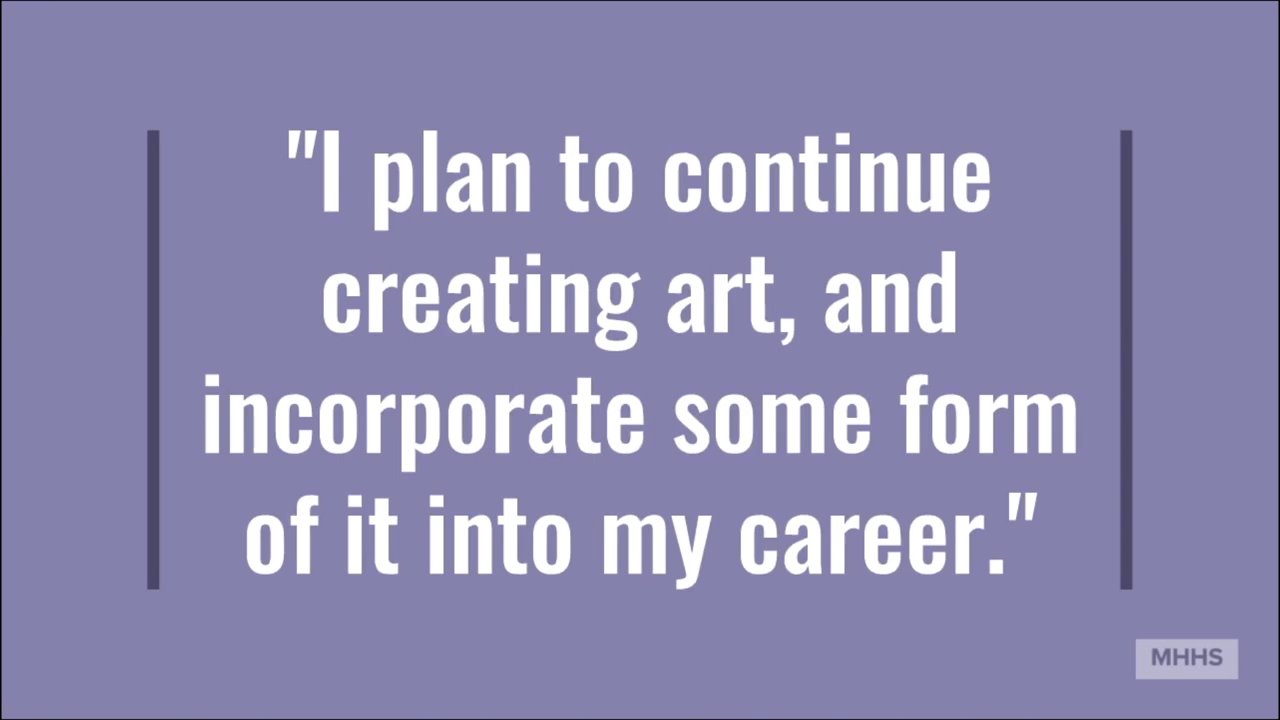 "I plan to continue
creating art, and
incorporate some form
of it into my career."
MHHS